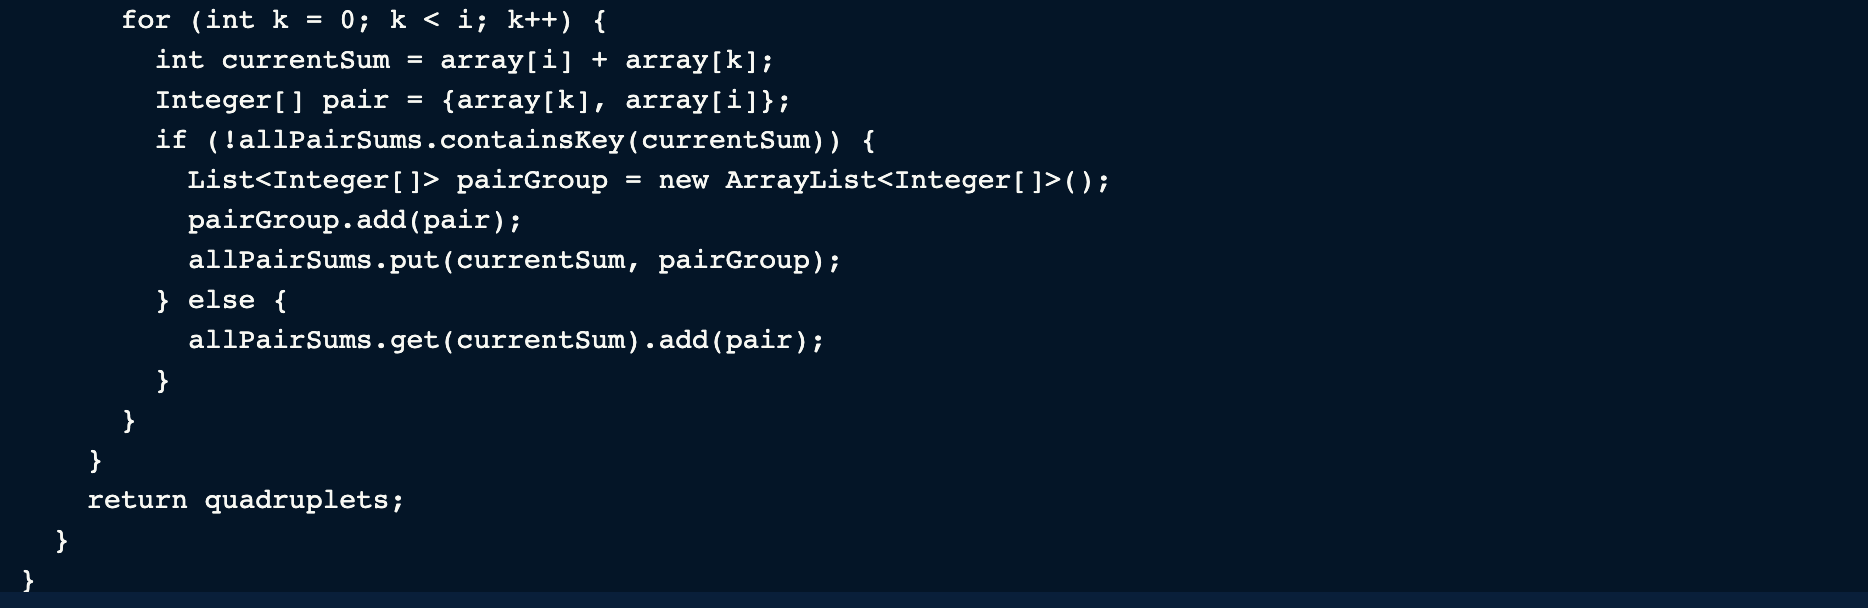 for (int k = 0; k < i; k++) {
int currentSum = array[i] + array[k];
Integer[] pair = {array[k], array[i]};
if (!allPairSums.containsKey(currentSum)) {
List<Integer[]> pairGroup = new ArrayList<Integer[]>();
pairGroup.add(pair);
allPairSums.put(currentSum, pairGroup);
} else {
allPairSums.get(currentSum).add(pair);
}
}
}
return quadruplets;
}
}